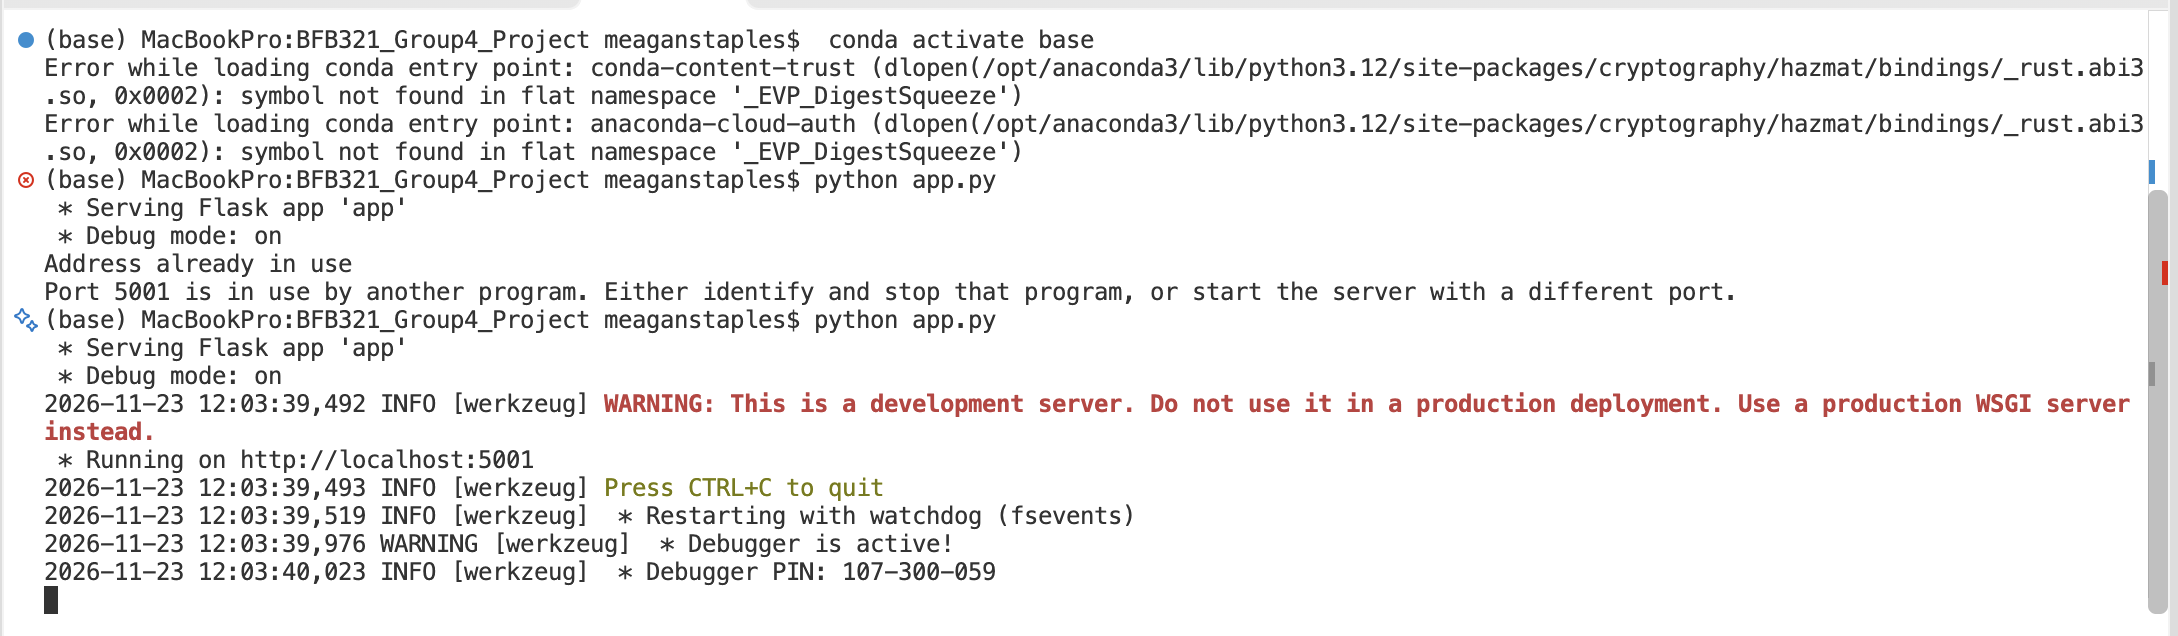 (base) MacBookPro:BFB321_Group4_Project meaganstaples$  conda activate base
Error while loading conda entry point: conda-content-trust (dlopen(/opt/anaconda3/lib/python3.12/site-packages/cryptography/hazmat/bindings/_rust.abi3
.so, 0x0002): symbol not found in flat namespace '_EVP_DigestSqueeze')
Error while loading conda entry point: anaconda-cloud-auth (dlopen(/opt/anaconda3/lib/python3.12/site-packages/cryptography/hazmat/bindings/_rust.abi3
.so, 0x0002): symbol not found in flat namespace '_EVP_DigestSqueeze')
(base) MacBookPro:BFB321_Group4_Project meaganstaples$ python app.py
 * Serving Flask app 'app'
 * Debug mode: on
Address already in use
Port 5001 is in use by another program. Either identify and stop that program, or start the server with a different port.
(base) MacBookPro:BFB321_Group4_Project meaganstaples$ python app.py
 * Serving Flask app 'app'
 * Debug mode: on
2026-11-23 12:03:39,492 INFO [werkzeug] WARNING: This is a development server. Do not use it in a production deployment. Use a production WSGI server
instead.
 * Running on http://localhost:5001
2026-11-23 12:03:39,493 INFO [werkzeug] Press CTRL+C to quit
2026-11-23 12:03:39,519 INFO [werkzeug]  * Restarting with watchdog (fsevents)
2026-11-23 12:03:39,976 WARNING [werkzeug]  * Debugger is active!
2026-11-23 12:03:40,023 INFO [werkzeug]  * Debugger PIN: 107-300-059